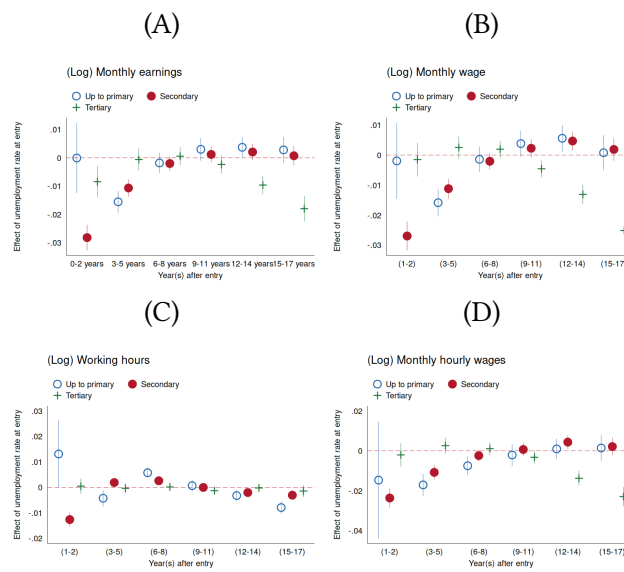 (A)
(Log) Monthly earnings
Up to primary Secondary
Tertiary
Effect of unemployment rate at entry
.01
0
-.01
-.02
-.03
0-2 years 3-5 years 6-8 years 9-11 years 12-14 years 15-17 years
Year(s) after entry
(B)
(Log) Monthly wage
Up to primary Secondary
Tertiary
Effect of unemployment rate at entry
.01
0
-.01
-.02
-.03
(1-2) (3-5) (6-8) (9-11) (12-14) (15-17)
Year(s) after entry
(C)
(Log) Working hours
Up to primary Secondary
Tertiary
Effect of unemployment rate at entry
.03
.02
.01
0
-.01
-.02
(1-2) (3-5) (6-8) (9-11) (12-14) (15-17)
Year(s) after entry
(D)
(Log) Monthly hourly wages
Up to primary Secondary
Tertiary
Effect of unemployment rate at entry
.02
0
-.02
-.04
(1-2) (3-5) (6-8) (9-11) (12-14) (15-17)
Year(s) after entry